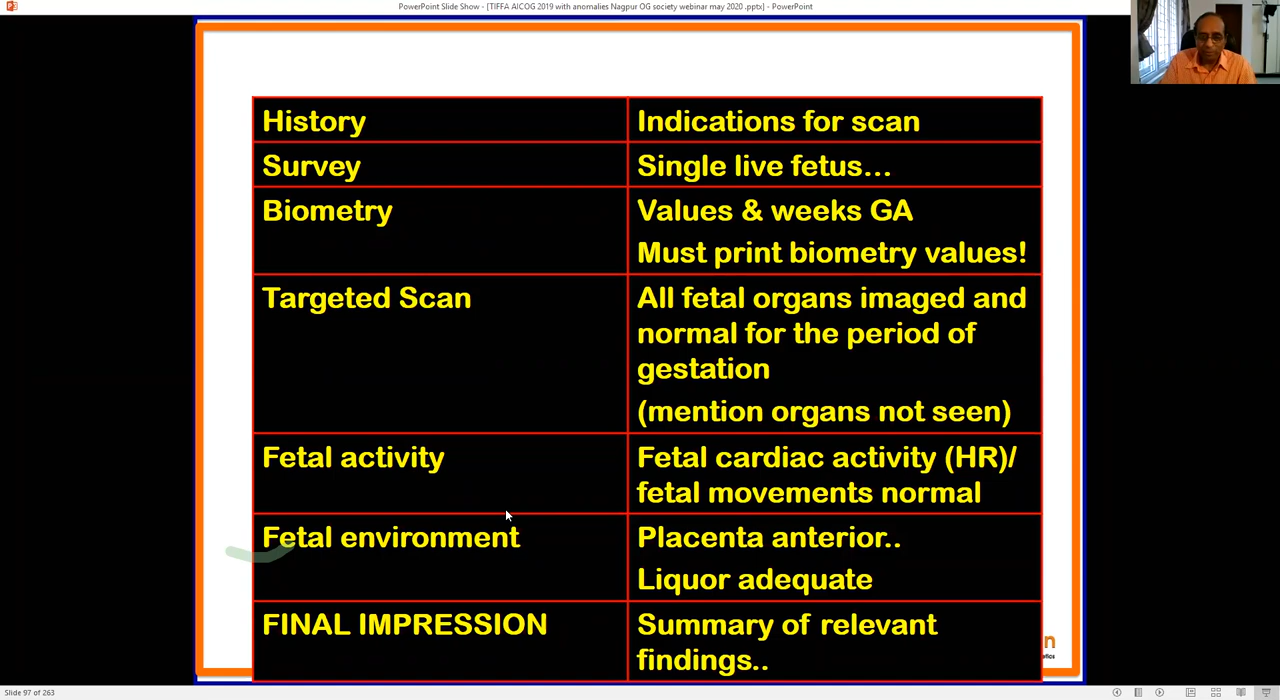 PowerPoint Slide Show - [TIFFA AICOG 2019 with anomalies Nagpur OG society webinar may 2020 .pptx] - PowerPoint
History
Indications for scan
Survey
Single live fetus...
Biometry
Values & weeks GA
Must print biometry values!
Targeted Scan
All fetal organs imaged and
normal for the period of
gestation
(mention organs not seen)
Fetal activity
Fetal cardiac activity (HR)/
fetal movements normal
Fetal environment
Placenta anterior..
Liquor adequate
FINAL IMPRESSION
Summary of relevant
findings..
Slide 97 of 263